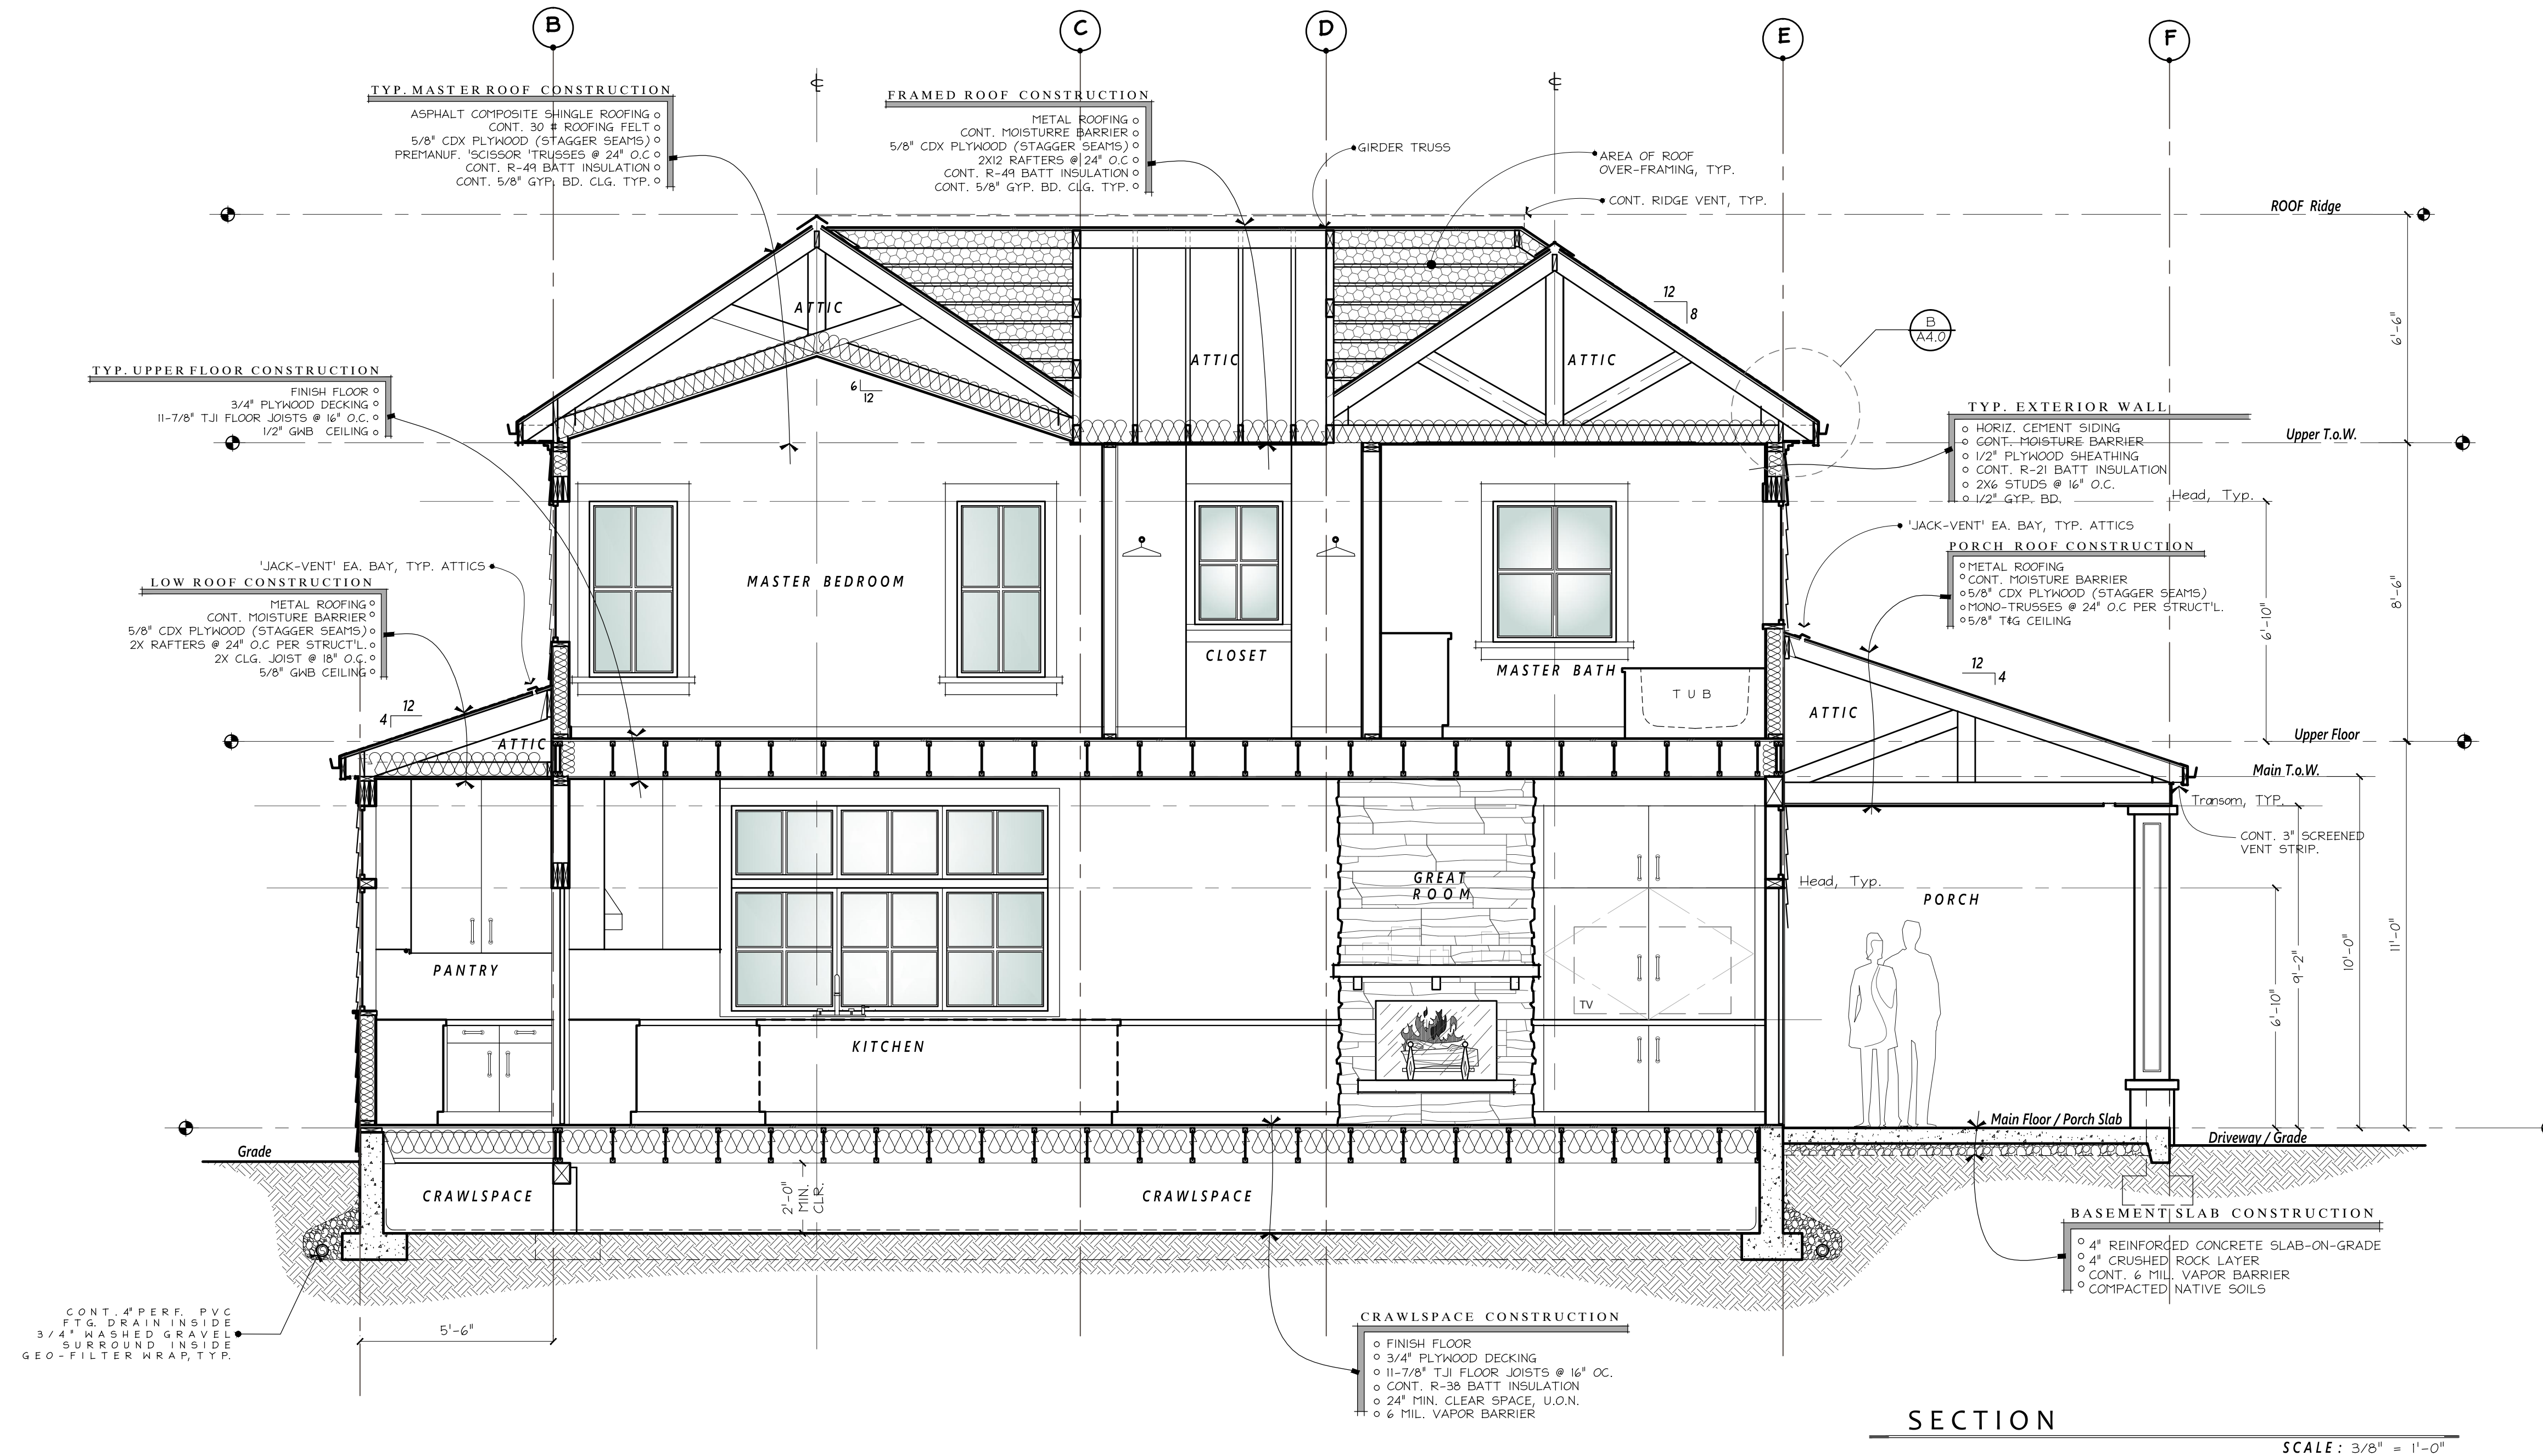 B
C
D
E
F
TYP. MASTER ROOF CONSTRUCTION
ASPHALT COMPOSITE SHINGLE ROOFING
CONT. 30 # ROOFING FELT
5/8" CDX PLYWOOD (STAGGER SEAMS)
PREMANUF. 'SCISSOR 'TRUSSES @ 24" O.C
CONT. R-49 BATT INSULATION
CONT. 5/8" GYP. BD. CLG. TYP.
FRAMED ROOF CONSTRUCTION
METAL ROOFING
CONT. MOISTURRE BARRIER
5/8" CDX PLYWOOD (STAGGER SEAMS)
2X12 RAFTERS @ 24" O.C
CONT. R-49 BATT INSULATION
CONT. 5/8" GYP. BD. CLG. TYP.
GIRDER TRUSS
AREA OF ROOF
OVER-FRAMING, TYP.
CONT. RIDGE VENT, TYP.
ROOF Ridge
6'-6"
ATTIC
ATTIC
ATTIC
12
8
6
12
B
A4.0
TYP. UPPER FLOOR CONSTRUCTION
FINISH FLOOR
3/4" PLYWOOD DECKING
11-7/8" TJI FLOOR JOISTS @ 16" O.C.
1/2" GWB CEILING
TYP. EXTERIOR WALL
HORIZ. CEMENT SIDING
CONT. MOISTURE BARRIER
1/2" PLYWOOD SHEATHING
CONT. R-21 BATT INSULATION
2X6 STUDS @ 16" O.C.
1/2" GYP. BD.
Upper T.o.W.
Head, Typ.
8'-6"
6'-10"
'JACK-VENT' EA. BAY, TYP. ATTICS
PORCH ROOF CONSTRUCTION
METAL ROOFING
CONT. MOISTURE BARRIER
5/8" CDX PLYWOOD (STAGGER SEAMS)
MONO-TRUSSES @ 24" O.C PER STRUCT'L.
5/8" T&G CEILING
'JACK-VENT' EA. BAY, TYP. ATTICS
LOW ROOF CONSTRUCTION
METAL ROOFING
CONT. MOISTURE BARRIER
5/8" CDX PLYWOOD (STAGGER SEAMS)
2X RAFTERS @ 24" O.C PER STRUCT'L.
2X CLG. JOIST @ 18" O.C.
5/8" GWB CEILING
MASTER BEDROOM
CLOSET
MASTER BATH
TUB
12
4
12
4
ATTIC
ATTIC
Upper Floor
Main T.o.W.
Transom, TYP.
CONT. 3" SCREENED
VENT STRIP.
Head, Typ.
GREAT
ROOM
PORCH
PANTRY
TV
KITCHEN
6'-10"
9'-2"
10'-0"
11'-0"
Main Floor / Porch Slab
Driveway / Grade
Grade
CRAWLSPACE
2'-0"
MIN.
CLR.
CRAWLSPACE
BASEMENT SLAB CONSTRUCTION
4" REINFORCED CONCRETE SLAB-ON-GRADE
4" CRUSHED ROCK LAYER
CONT. 6 MIL. VAPOR BARRIER
COMPACTED NATIVE SOILS
CONT. 4" PERF. PVC
FTG. DRAIN INSIDE
3/4" WASHED GRAVEL
SURROUND INSIDE
GEO-FILTER WRAP, TYP.
5'-6"
CRAWLSPACE CONSTRUCTION
FINISH FLOOR
3/4" PLYWOOD DECKING
11-7/8" TJI FLOOR JOISTS @ 16" OC.
CONT. R-38 BATT INSULATION
24" MIN. CLEAR SPACE, U.O.N.
6 MIL. VAPOR BARRIER
SECTION
SCALE: 3/8" = 1'-0"